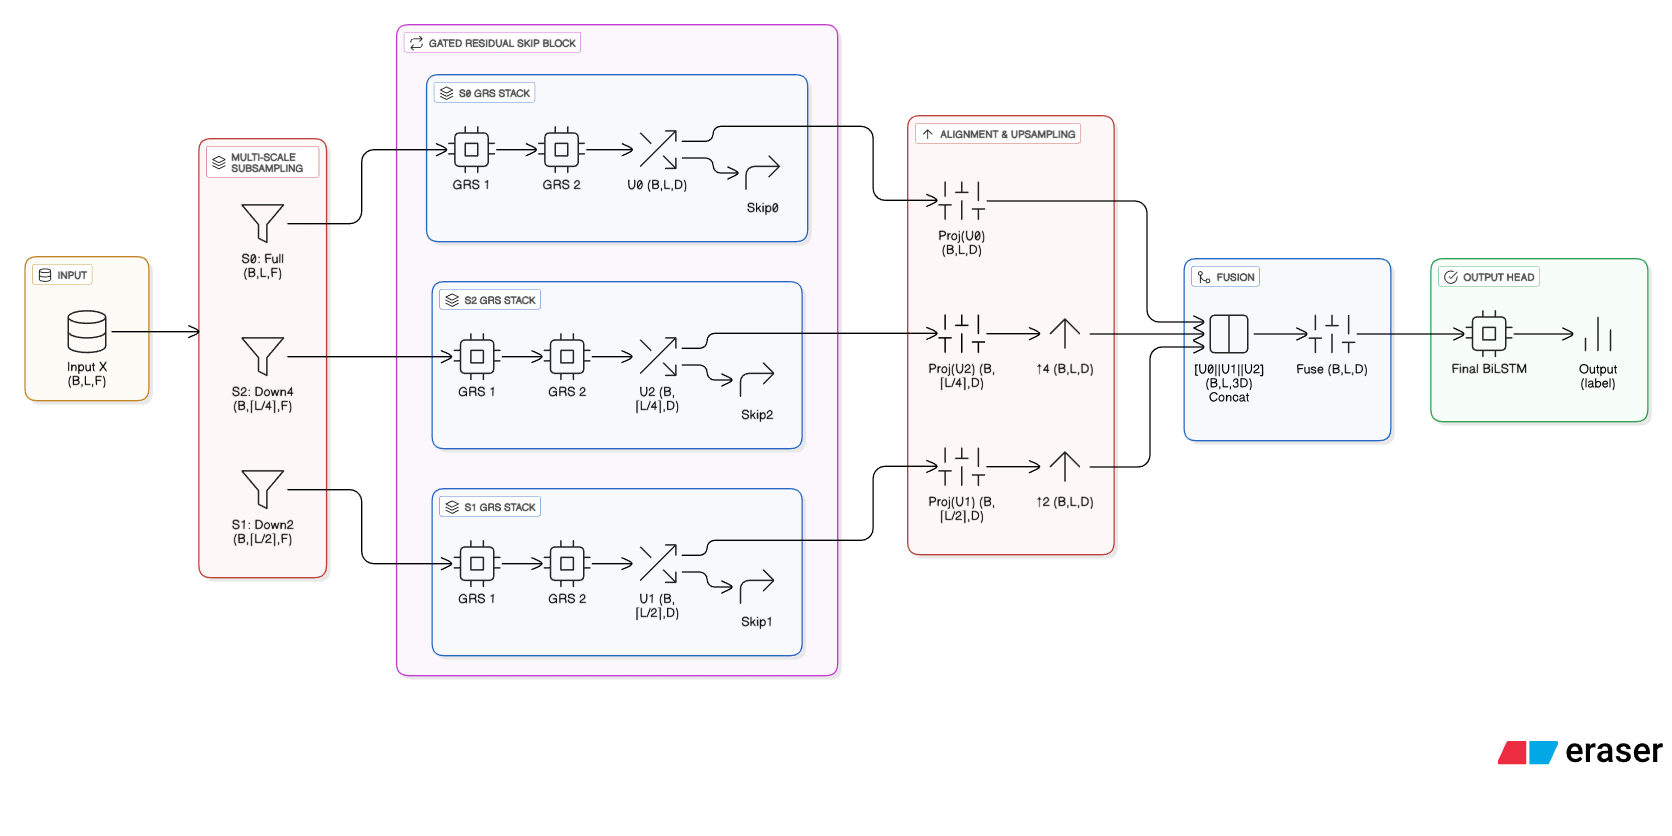 GATED RESIDUAL SKIP BLOCK
S0 GRS STACK
GRS 1
GRS 2
U0 (B,L,D)
Skip0
MULTI-SCALE
SUBSAMPLING
S0: Full
(B,L,F)
S2: Down4
(B,⌈L/4⌉,F)
S1: Down2
(B,⌈L/2⌉,F)
INPUT
Input X
(B,L,F)
S2 GRS STACK
GRS 1
GRS 2
U2 (B,
⌈L/4⌉,D)
Skip2
S1 GRS STACK
GRS 1
GRS 2
U1 (B,
⌈L/2⌉,D)
Skip1
ALIGNMENT & UPSAMPLING
Proj(U0)
(B,L,D)
Proj(U2) (B,
⌈L/4⌉,D)
↑4 (B,L,D)
Proj(U1) (B,
⌈L/2⌉,D)
↑2 (B,L,D)
FUSION
[U0||U1||U2]
(B,L,3D)
Concat
Fuse (B,L,D)
OUTPUT HEAD
Final BiLSTM
Output
(label)
eraser